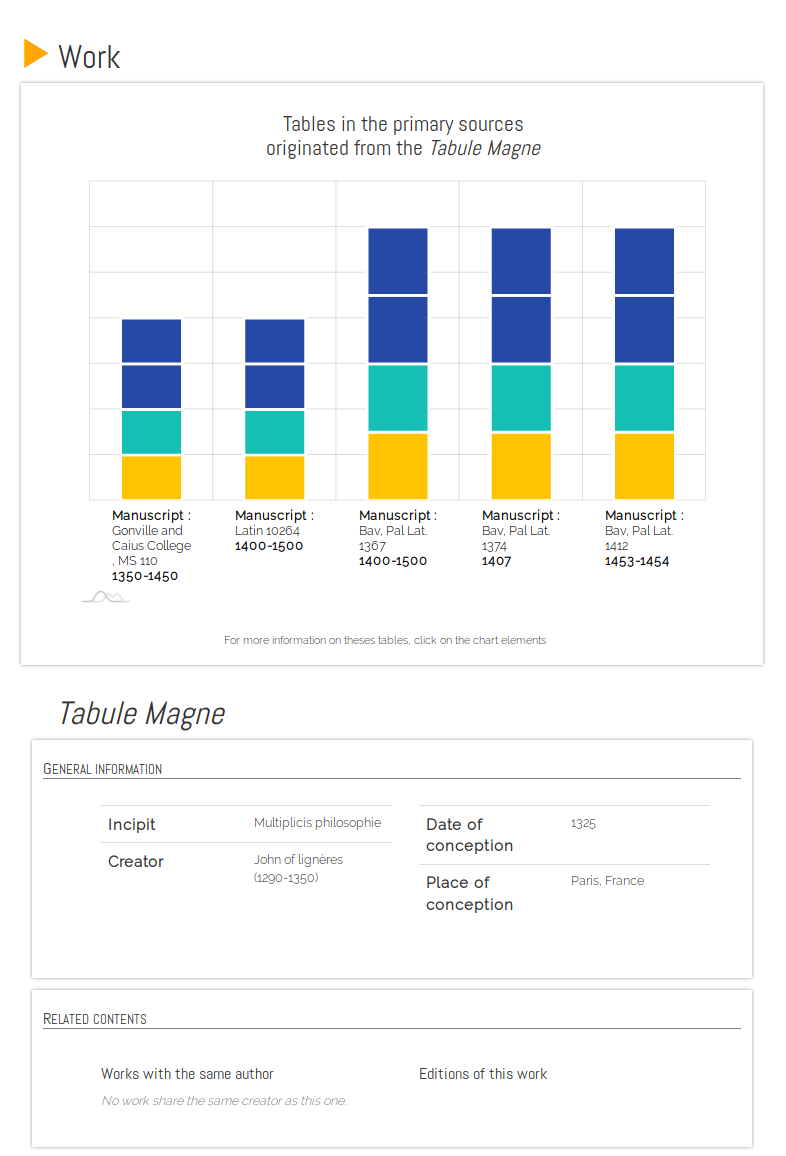 Work
Tables in the primary sources
originated from the Tabule Magne
Manuscript :
Gonville and
Caius College
, MS 110
1350-1450
Manuscript :
Latin 10264
1400-1500
Manuscript :
Bav, Pal Lat.
1367
1400-1500
Manuscript :
Bav, Pal Lat.
1374
1407
Manuscript :
Bav, Pal Lat.
1412
1453-1454
For more information on theses tables, click on the chart elements
Tabule Magne
GENERAL INFORMATION
Incipit Multiplicis philosophie
Creator John of lignères
(1290-1350)
Date of 1325
conception
Place of Paris, France
conception
RELATED CONTENTS
Works with the same author
No work share the same creator as this one.
Editions of this work